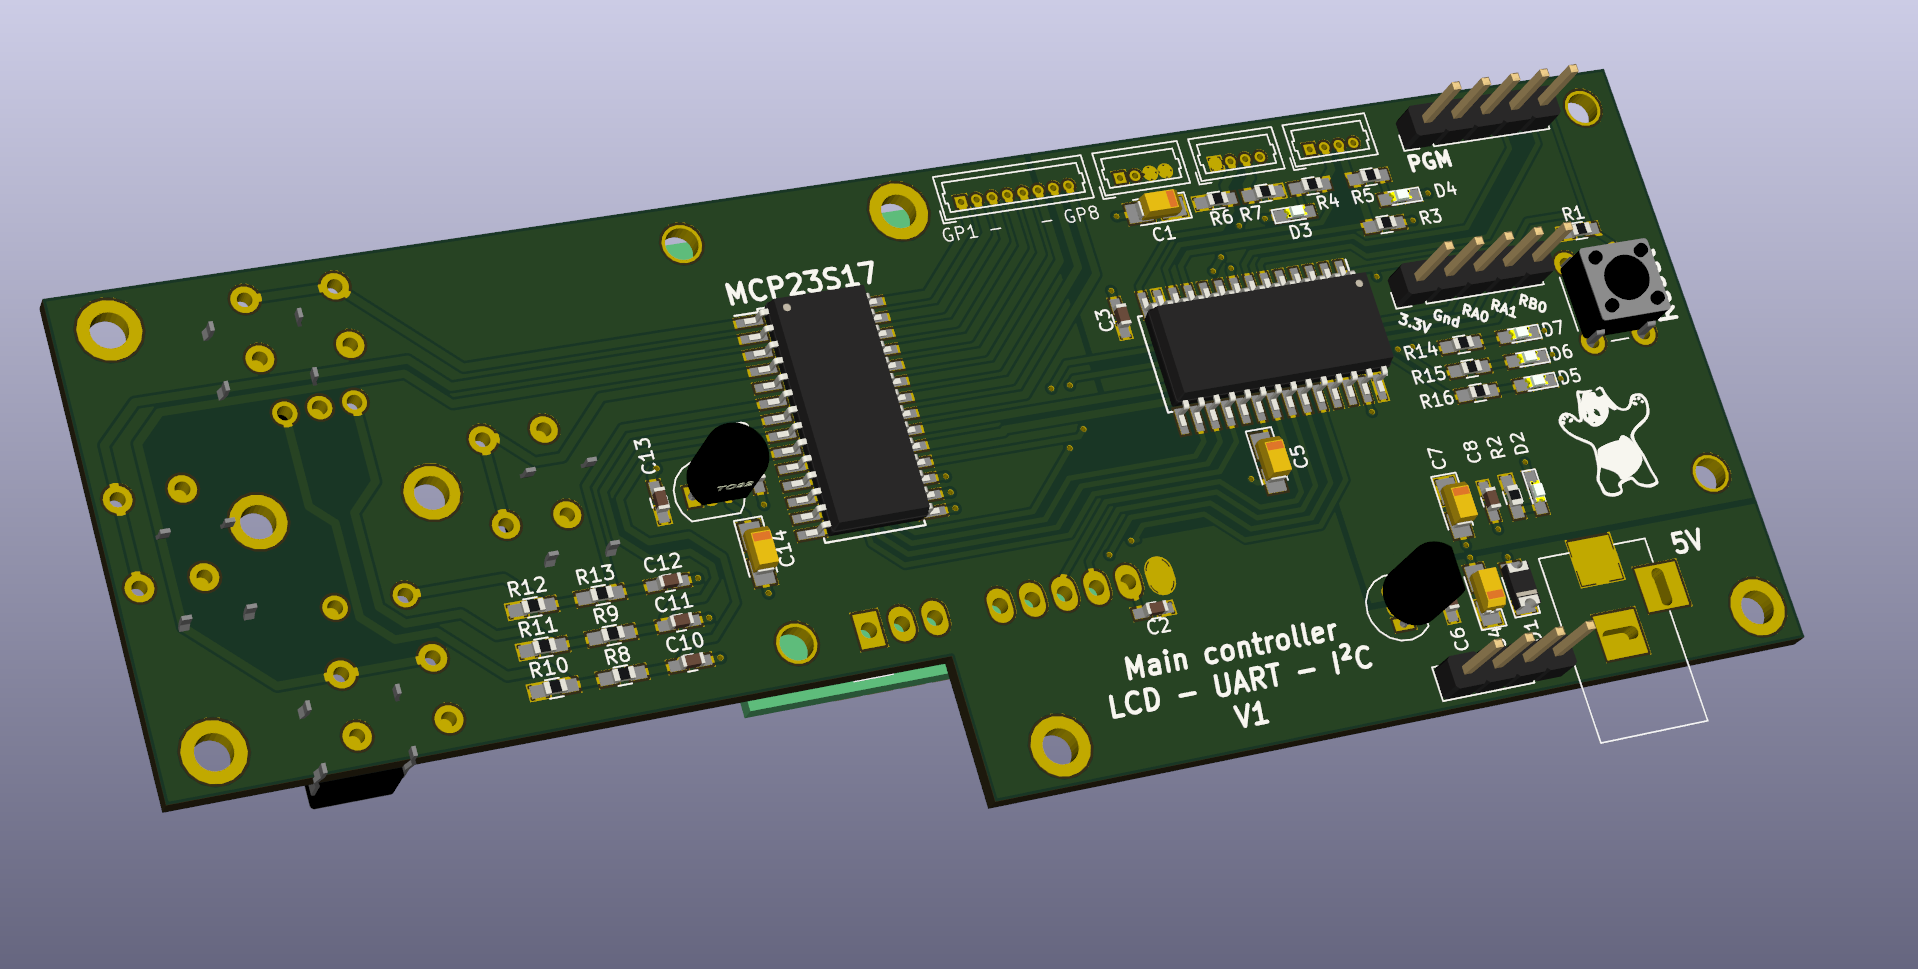 PGM
D4
R5
R4
R6
R7
C1
D3
R3
GP1 - - GP8
R1
MCP23S17
C3
3.3V Gnd RA0 RA1 RB0
D7
R14
D6
R15
D5
R16
C13
TOSS
C5
C7
C8
R2
D2
C14
5V
C12
R13
R12
C11
R9
R11
C10
R8
R10
C2
C6
D1
Main controller
LCD - UART - I²C
V1